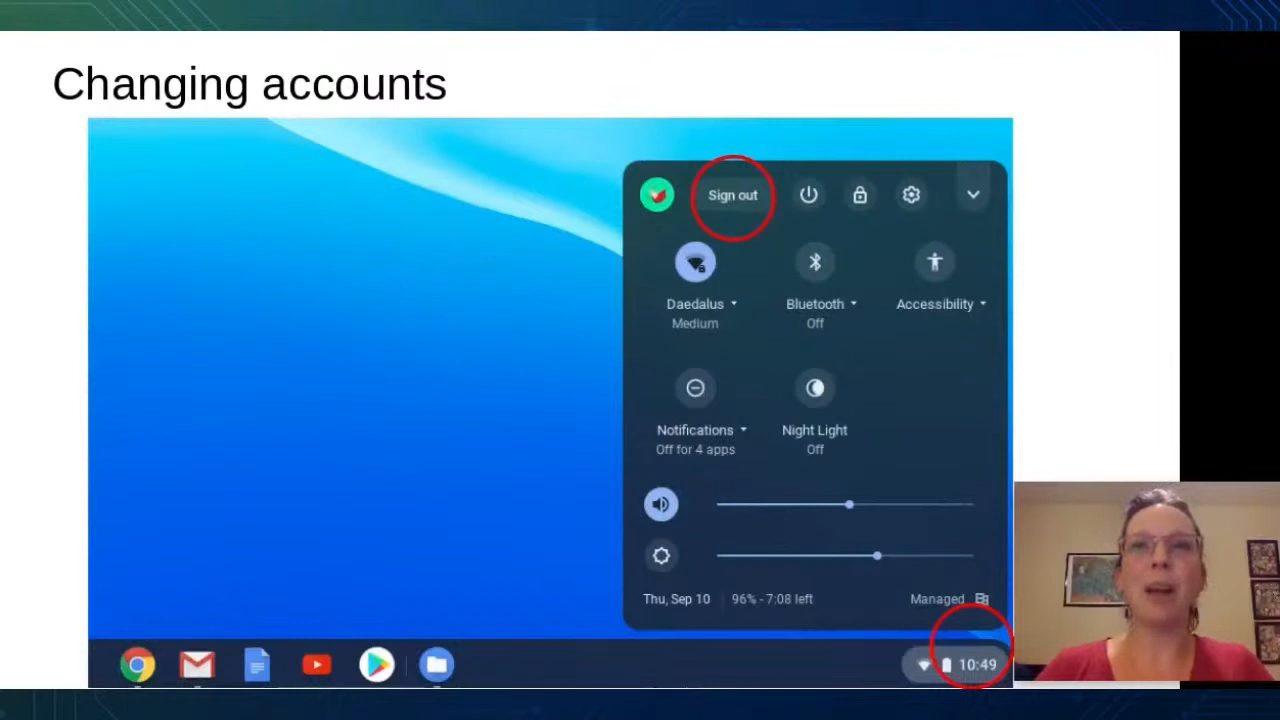 Changing accounts
Sign out
Daedalus
Bluetooth
Accessibility
Medium
Off
Notifications
Night Light
Off for 4 apps
Off
Thu, Sep 10
96% - 7:08 left
Managed
10:49